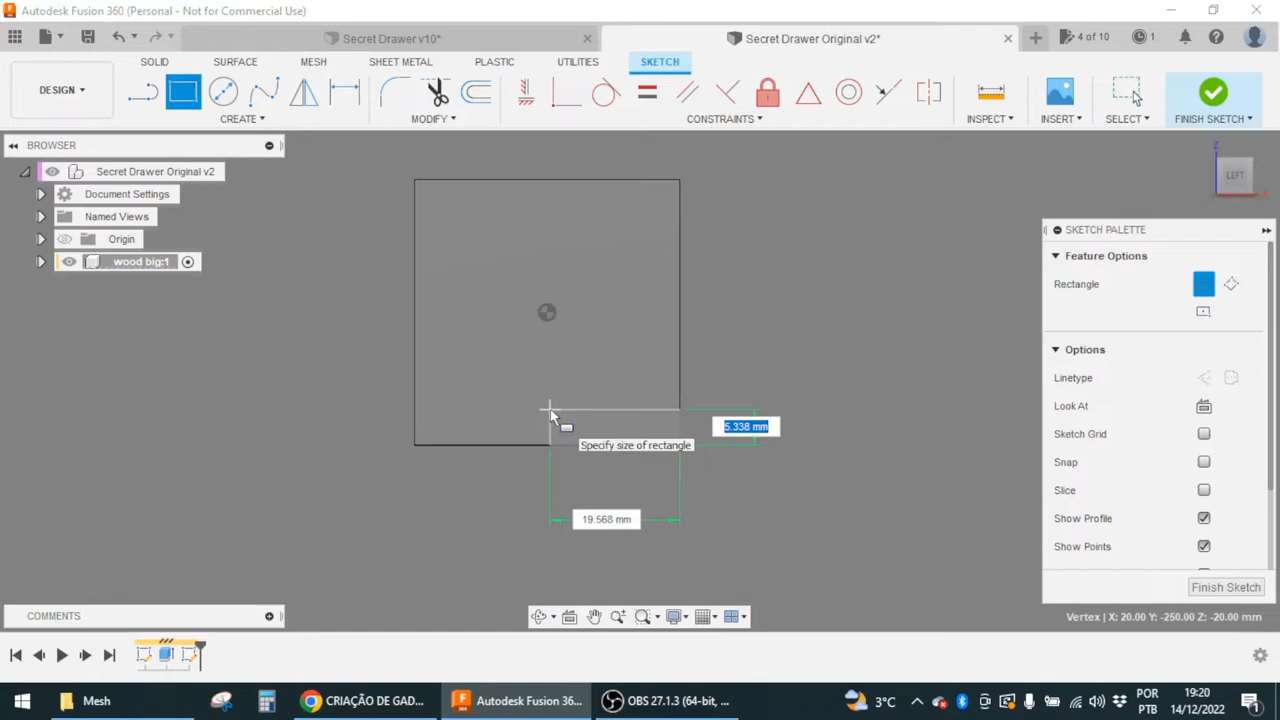 Autodesk Fusion 360 (Personal - Not for Commercial Use)
Secret Drawer v10*
Secret Drawer Original v2*
4 of 10
1
DESIGN
SOLID
SURFACE
MESH
SHEET METAL
PLASTIC
UTILITIES
SKETCH
CREATE
MODIFY
CONSTRAINTS
INSPECT
INSERT
SELECT
FINISH SKETCH
BROWSER
Secret Drawer Original v2
Document Settings
Named Views
Origin
wood big:1
Z
LEFT
5.338 mm
Specify size of rectangle
19.568 mm
SKETCH PALETTE
Feature Options
Rectangle
Options
Linetype
Look At
Sketch Grid
Snap
Slice
Show Profile
Show Points
Finish Sketch
COMMENTS
Vertex | X: 20.00 Y: -250.00 Z: -20.00 mm
Mesh
CRIAÇÃO DE GAD...
Autodesk Fusion 36...
OBS 27.1.3 (64-bit, ...
3°C
POR
PTB
19:20
14/12/2022
1